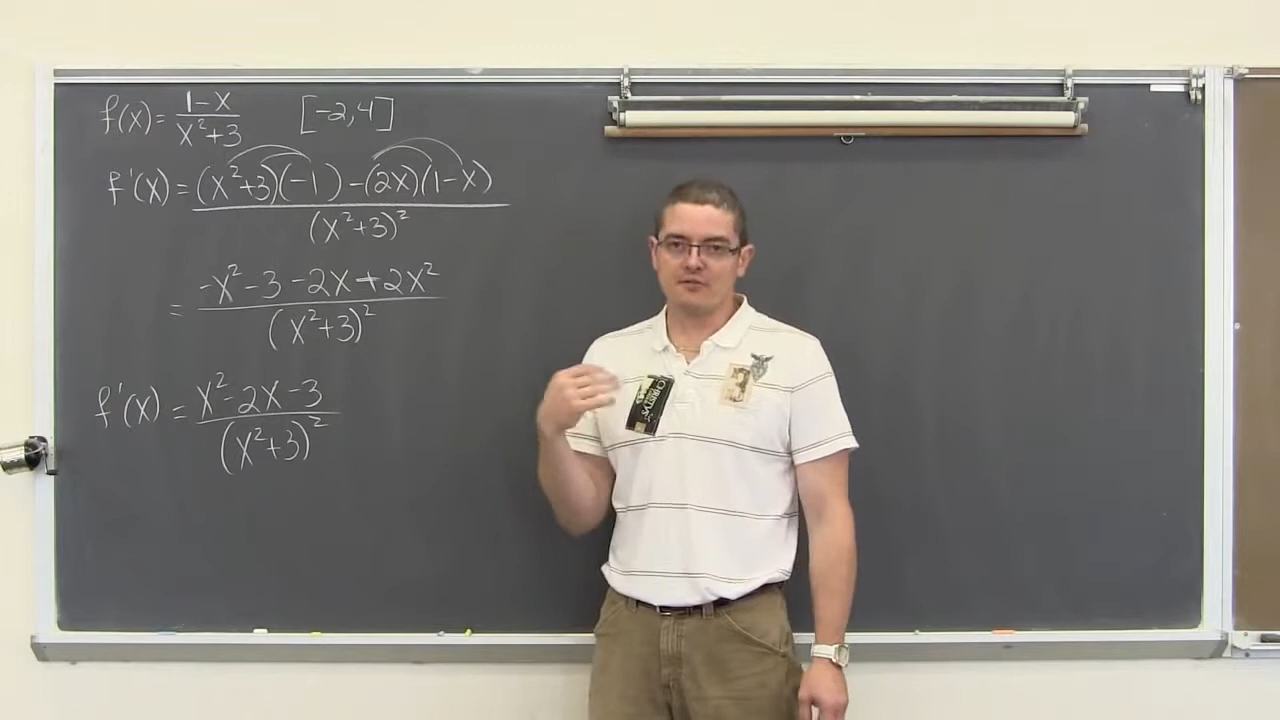 f(x) = (1-x)/(x²+3) [-2,4]
f'(x) = ((x²+3)(-1) - (2x)(1-x))/(x²+3)²
= (-x² - 3 - 2x + 2x²)/(x²+3)²
f'(x) = (x² - 2x - 3)/(x²+3)²